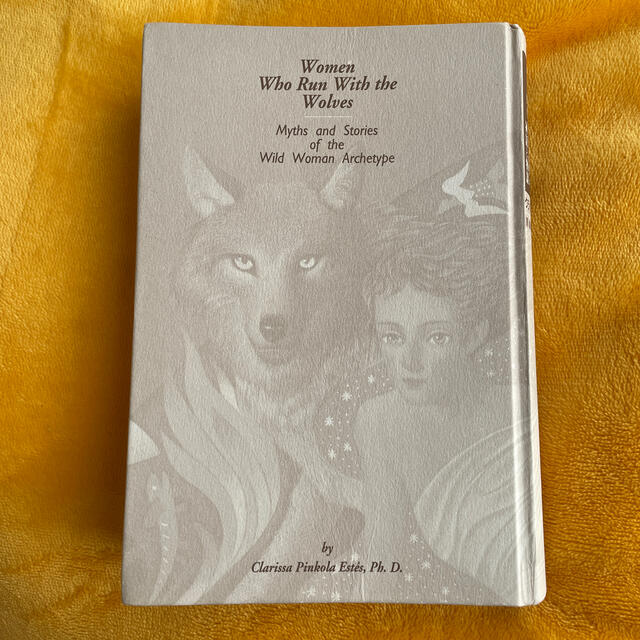 Women
Who Run With the
Wolves
Myths and Stories
of the
Wild Woman Archetype
by
Clarissa Pinkola Estés, Ph. D.